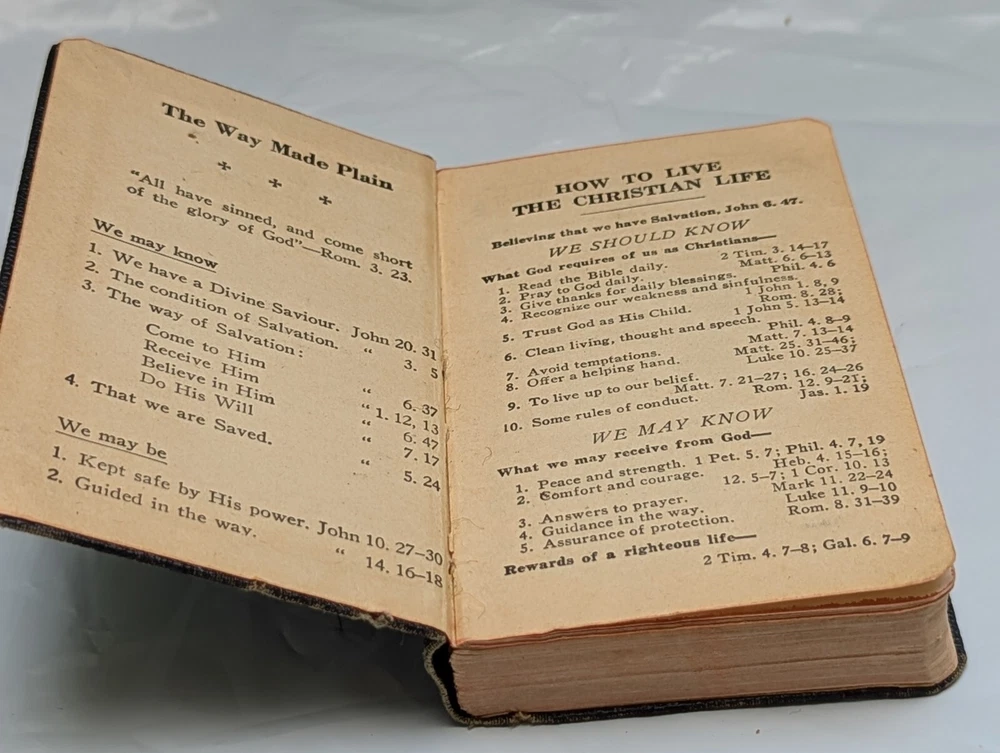 The Way Made Plain
"All have sinned, and come short
of the glory of God"—Rom. 3. 23.
We may know
1. We have a Divine Saviour. John 20. 31
2. The condition of Salvation. " 3. 5
3. The way of Salvation:
Come to Him " 6. 37
Receive Him " 1. 12, 13
Believe in Him " 6. 47
Do His Will " 7. 17
4. That we are Saved. " 5. 24
We may be
1. Kept safe by His power. John 10. 27–30
2. Guided in the way. " 14. 16–18
HOW TO LIVE
THE CHRISTIAN LIFE
Believing that we have Salvation, John 6. 47.
WE SHOULD KNOW
What God requires of us as Christians—
1. Read the Bible daily. 2 Tim. 3. 14–17
2. Pray to God daily. Matt. 6. 6–13
3. Give thanks for daily blessings. Phil. 4. 6
4. Recognize our weakness and sinfulness.
1 John 1. 8, 9
5. Trust God as His Child. Rom. 8. 28;
1 John 5. 13–14
6. Clean living, thought and speech.
Phil. 4. 8–9
7. Avoid temptations. Matt. 7. 13–14
8. Offer a helping hand. Matt. 25. 31–46;
Luke 10. 25–37
9. To live up to our belief.
Matt. 7. 21–27; 16. 24–26
10. Some rules of conduct. Rom. 12. 9–21;
Jas. 1. 19
WE MAY KNOW
What we may receive from God—
1. Peace and strength. 1 Pet. 5. 7; Phil. 4. 7, 19
2. Comfort and courage. Heb. 4. 15–16;
12. 5–7; 1 Cor. 10. 13
3. Answers to prayer. Mark 11. 22–24
4. Guidance in the way. Luke 11. 9–10
5. Assurance of protection. Rom. 8. 31–39
Rewards of a righteous life—
2 Tim. 4. 7–8; Gal. 6. 7–9